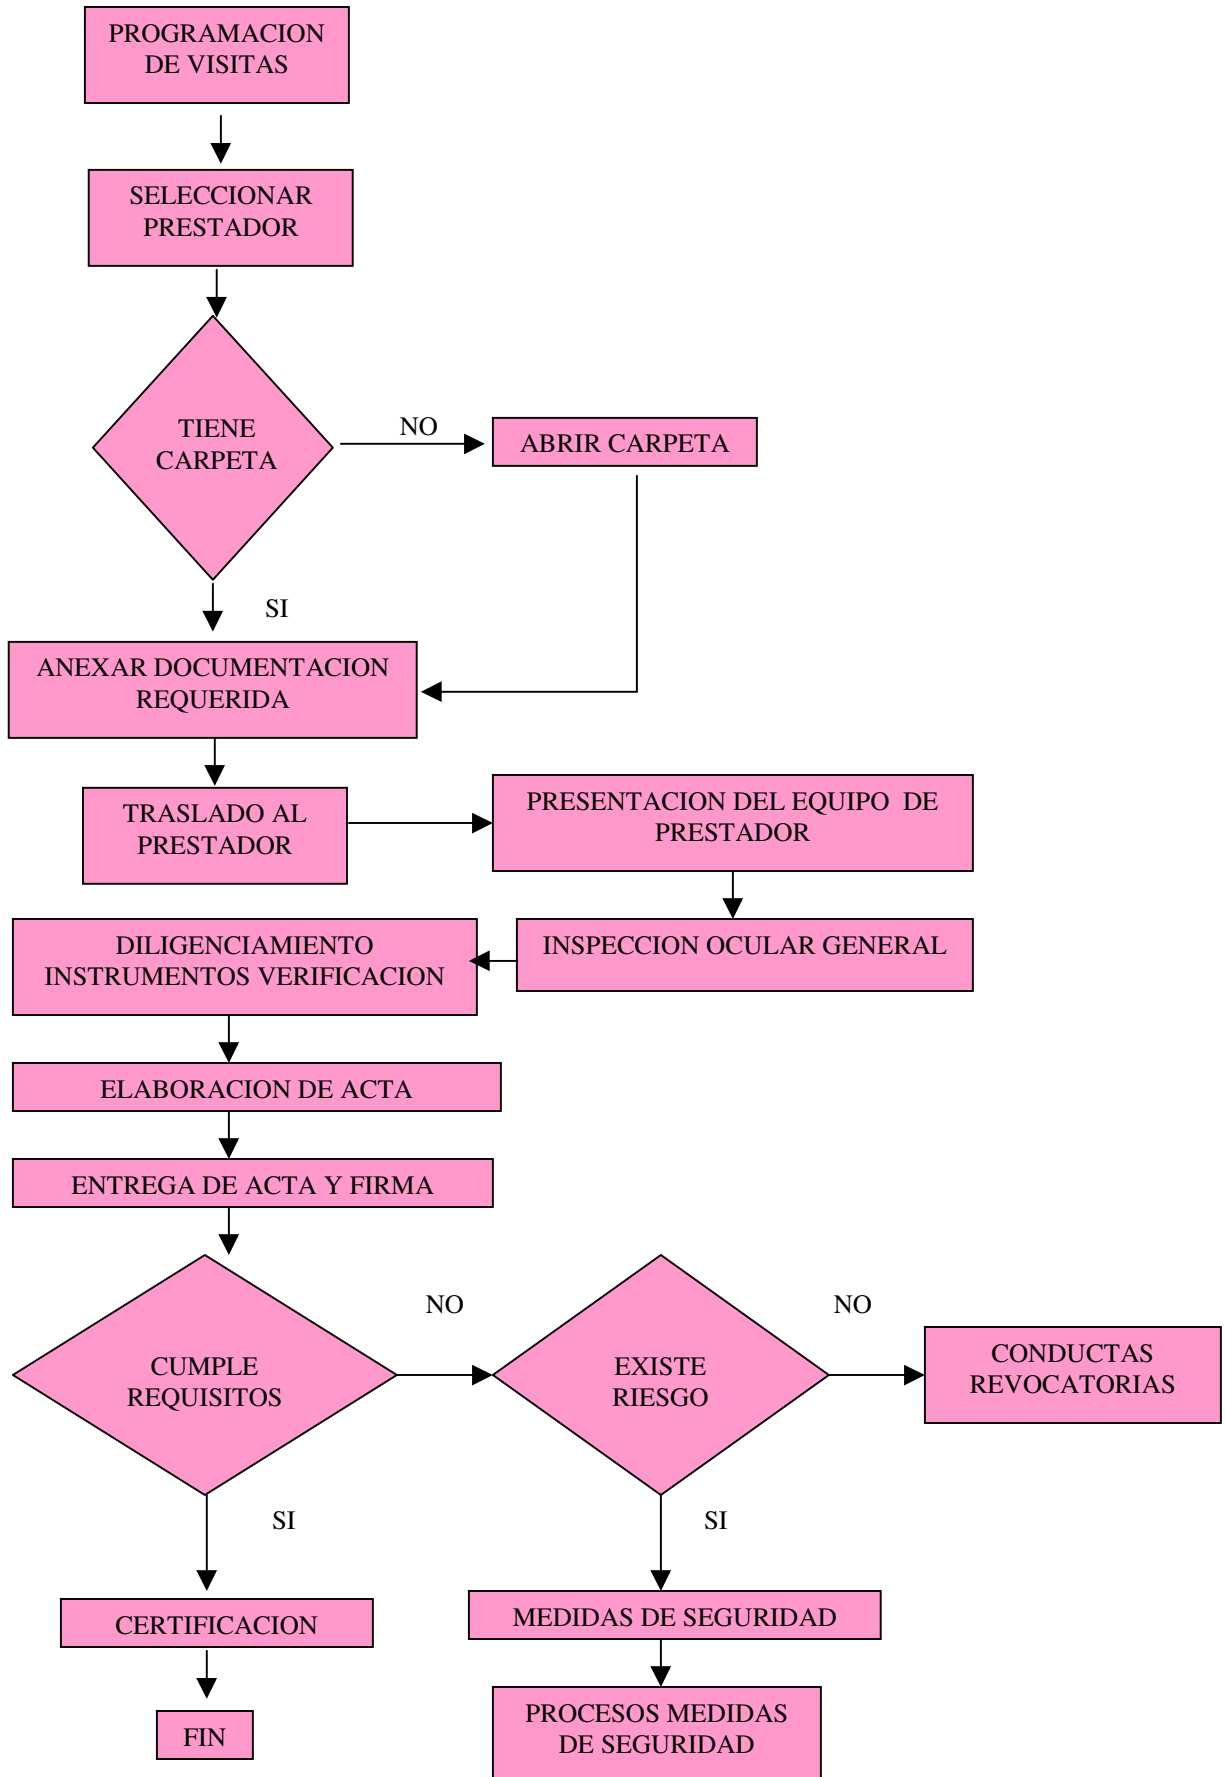 PROGRAMACION
DE VISITAS
SELECCIONAR
PRESTADOR
TIENE
CARPETA
NO
ABRIR CARPETA
SI
ANEXAR DOCUMENTACION
REQUERIDA
TRASLADO AL
PRESTADOR
PRESENTACION DEL EQUIPO  DE
PRESTADOR
INSPECCION OCULAR GENERAL
DILIGENCIAMIENTO
INSTRUMENTOS VERIFICACION
ELABORACION DE ACTA
ENTREGA DE ACTA Y FIRMA
CUMPLE
REQUISITOS
NO
EXISTE
RIESGO
NO
CONDUCTAS
REVOCATORIAS
SI
CERTIFICACION
FIN
SI
MEDIDAS DE SEGURIDAD
PROCESOS MEDIDAS
DE SEGURIDAD